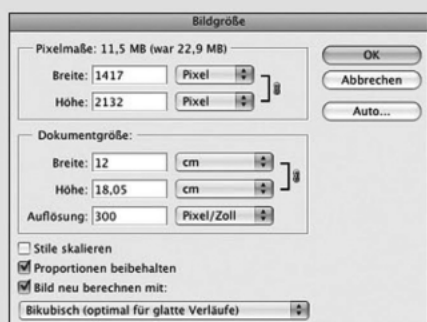 Bildgröße
Pixelmaße: 11,5 MB (war 22,9 MB)
Breite: 1417 Pixel
Höhe: 2132 Pixel
OK
Abbrechen
Auto...
Dokumentgröße:
Breite: 12 cm
Höhe: 18,05 cm
Auflösung: 300 Pixel/Zoll
Stile skalieren
Proportionen beibehalten
Bild neu berechnen mit:
Bikubisch (optimal für glatte Verläufe)